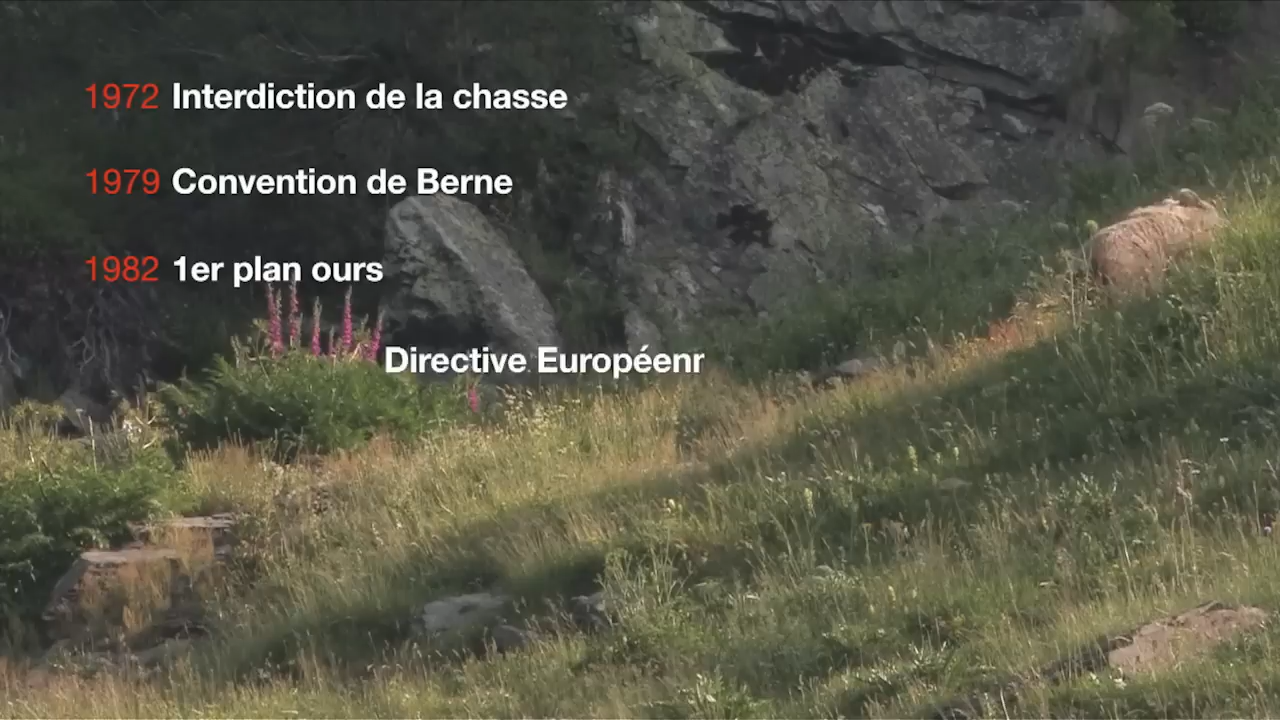 1972 Interdiction de la chasse
1979 Convention de Berne
1982 1er plan ours
Directive Européenr